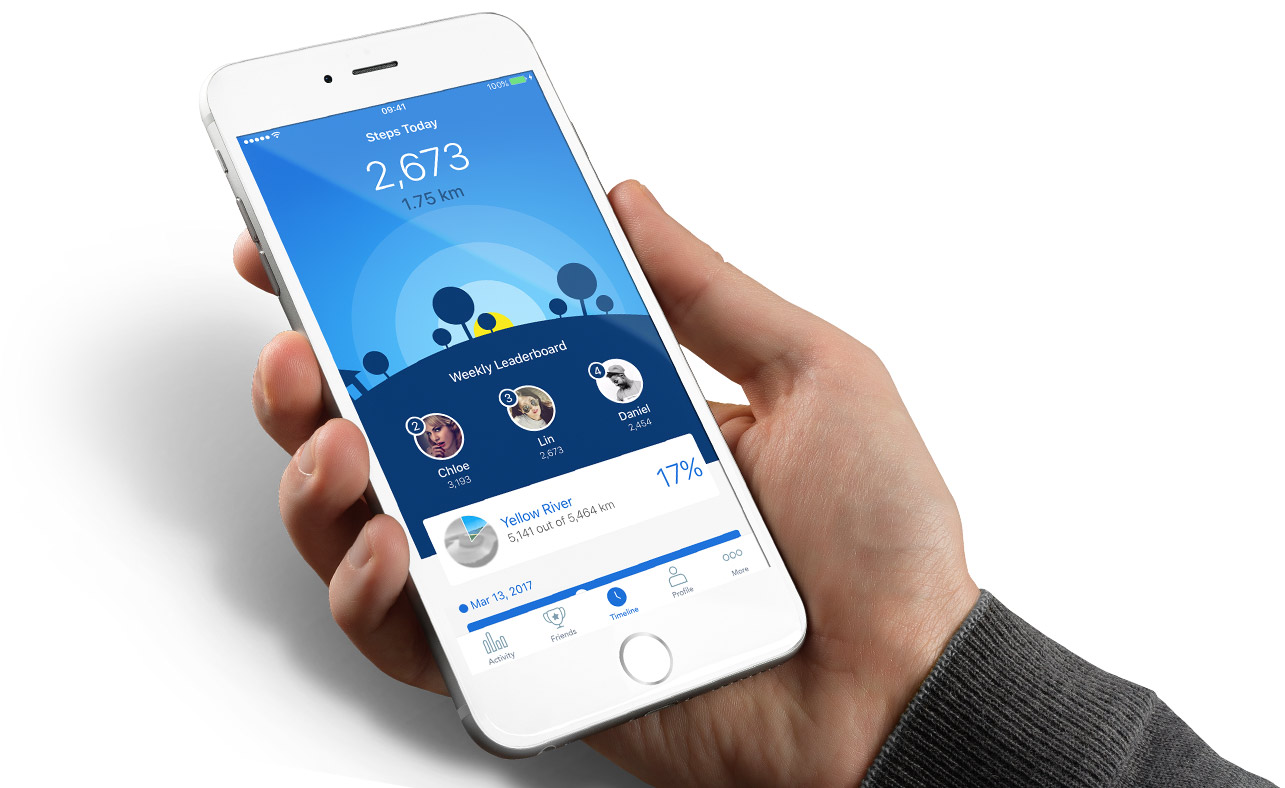 100%
09:41
Steps Today
2,673
1.75 km
Weekly Leaderboard
4
3
2
Daniel
2,454
Lin
2,673
Chloe
3,193
17%
Yellow River
5,141 out of 5,464 km
Mar 13, 2017
Activity
Friends
Timeline
Profile
More